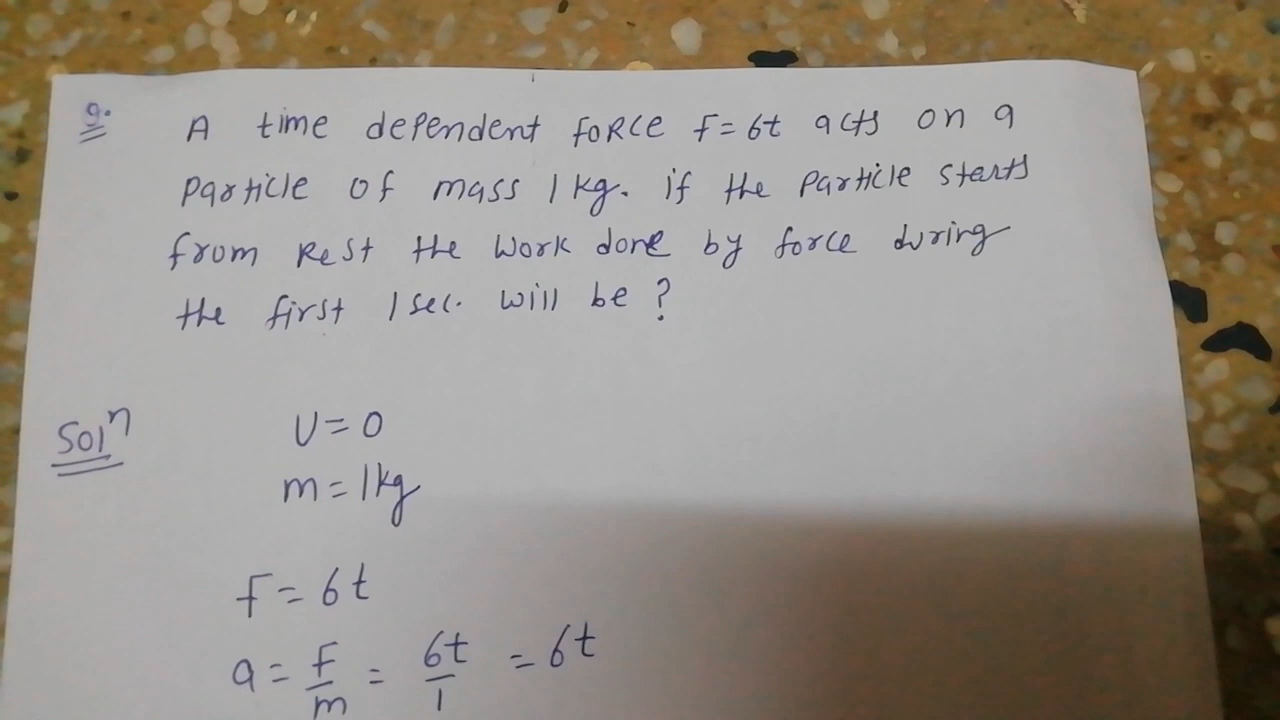 Q.
A time dependent force F=6t acts on a
particle of mass 1 kg. if the particle starts
from Rest the work done by force during
the first 1 sec. will be ?
Solⁿ
U=0
m=1kg
F=6t
a = F/m = 6t/1 = 6t